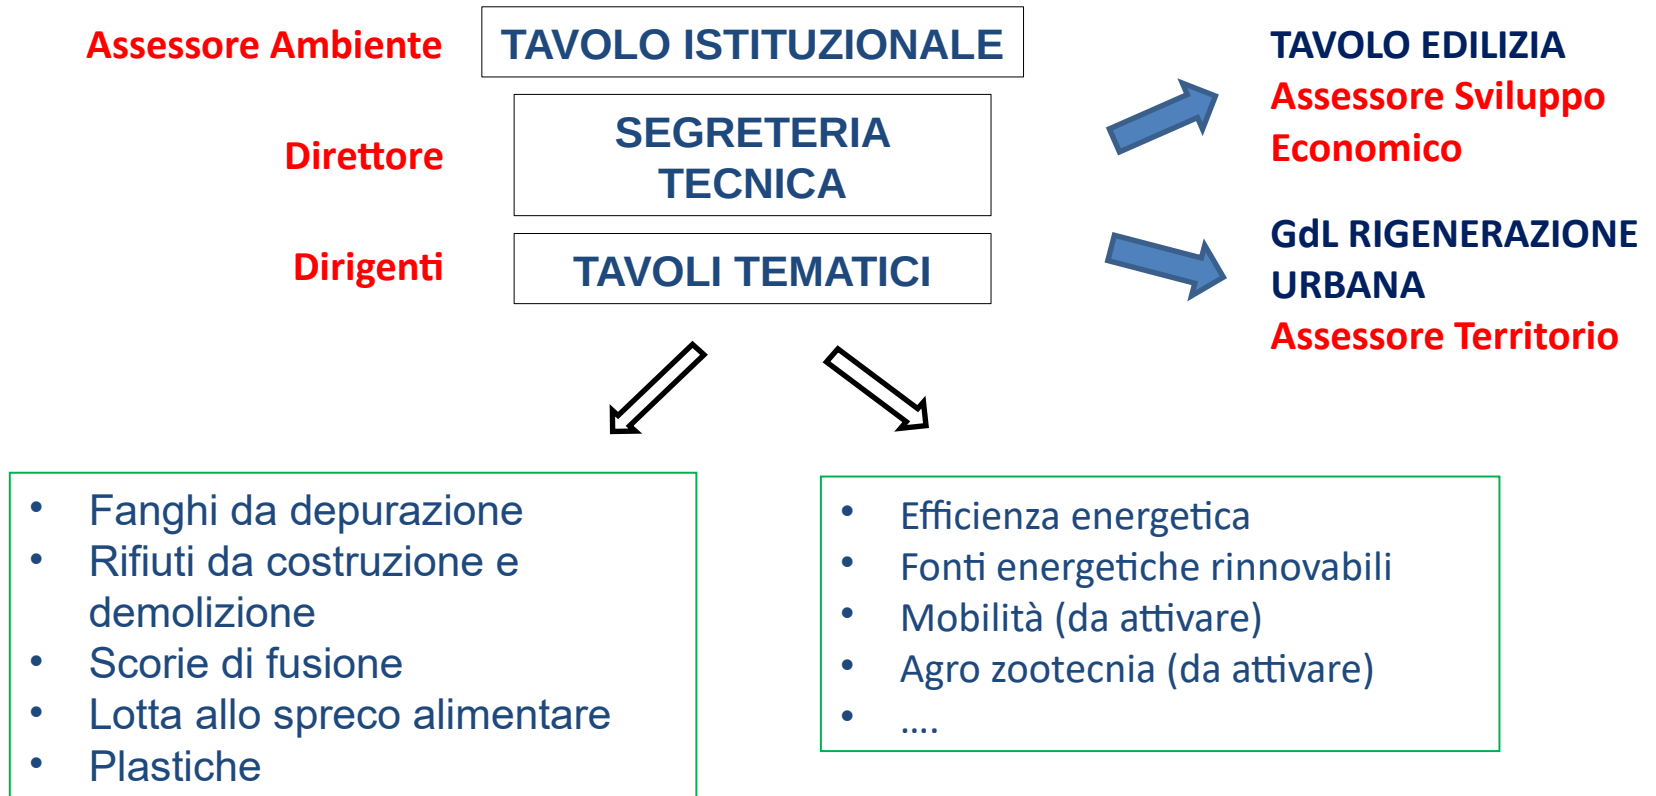 Assessore Ambiente
TAVOLO ISTITUZIONALE
Direttore
SEGRETERIA
TECNICA
Dirigenti
TAVOLI TEMATICI
TAVOLO EDILIZIA
Assessore Sviluppo
Economico
GdL RIGENERAZIONE
URBANA
Assessore Territorio
• Fanghi da depurazione
• Rifiuti da costruzione e
demolizione
• Scorie di fusione
• Lotta allo spreco alimentare
• Plastiche
• Efficienza energetica
• Fonti energetiche rinnovabili
• Mobilità (da attivare)
• Agro zootecnia (da attivare)
• ....